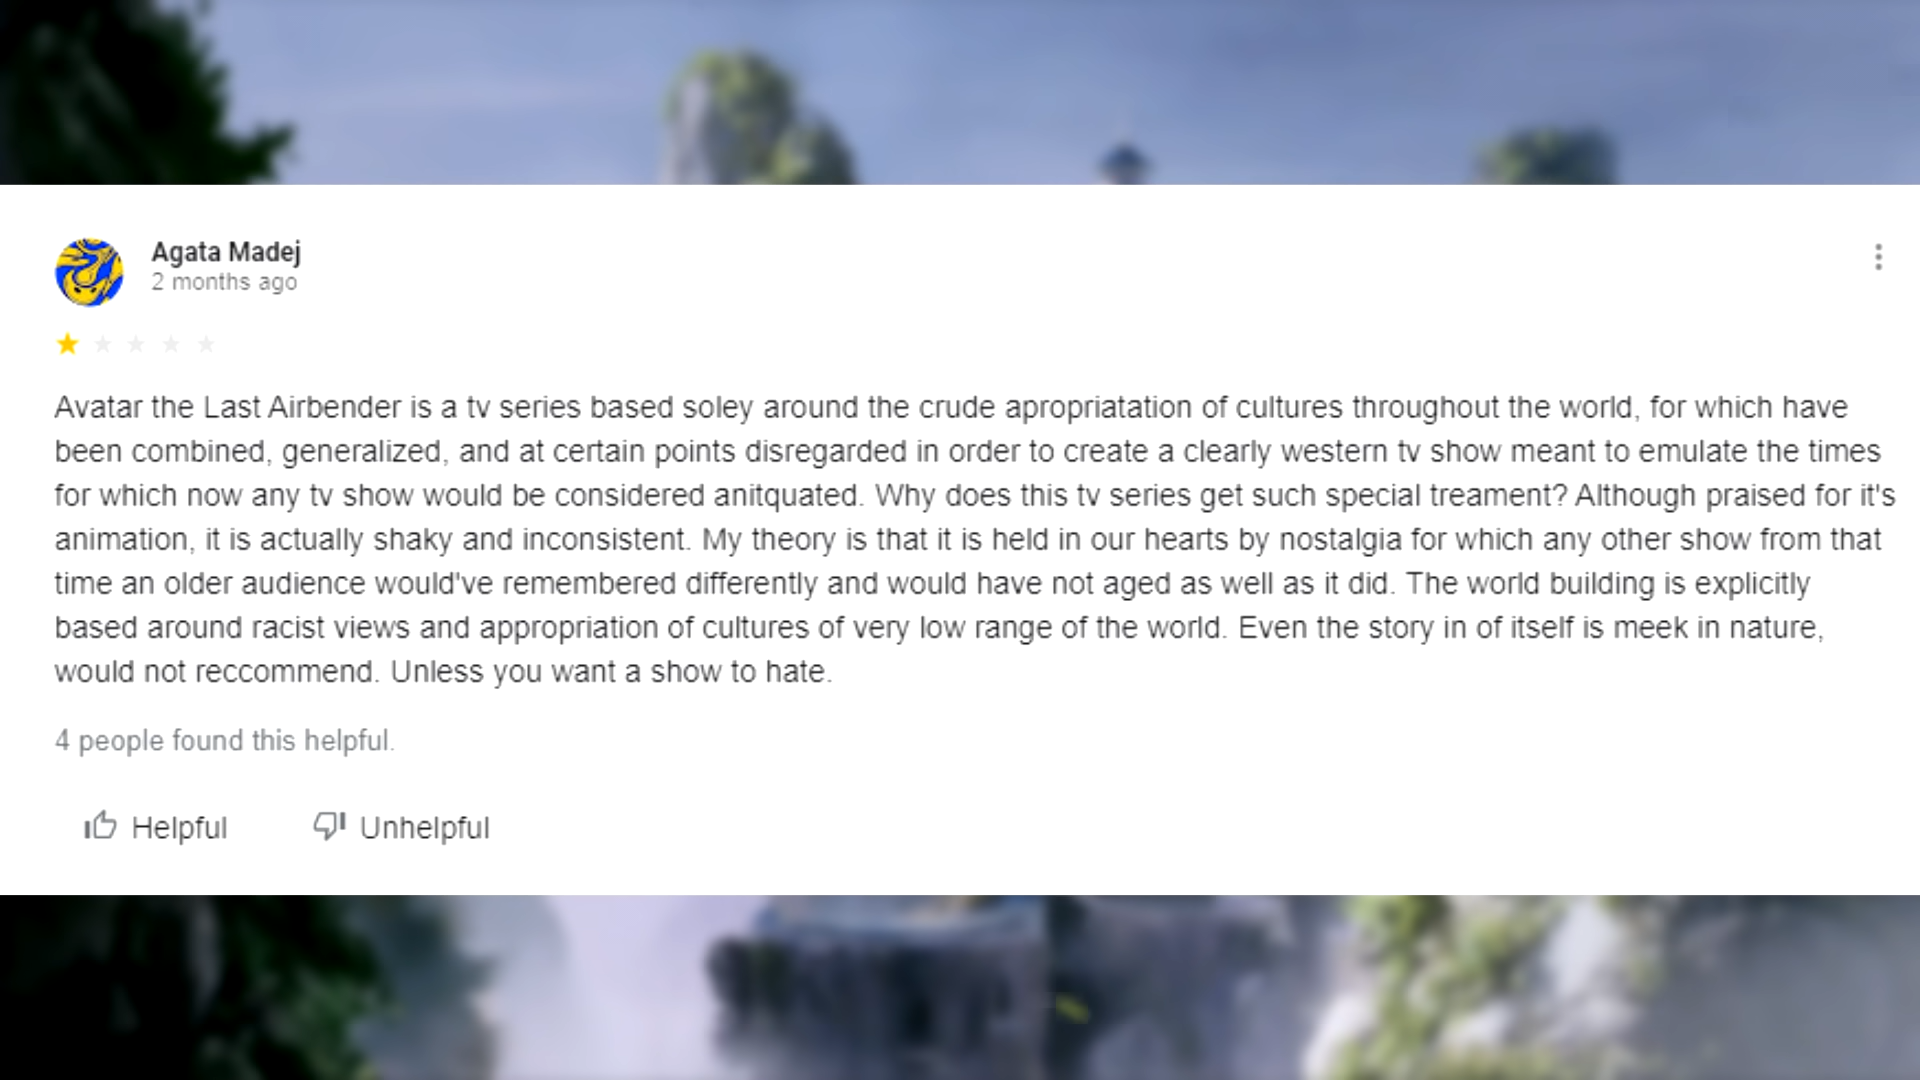 Agata Madej
2 months ago
Avatar the Last Airbender is a tv series based soley around the crude apropriatation of cultures throughout the world, for which have
been combined, generalized, and at certain points disregarded in order to create a clearly western tv show meant to emulate the times
for which now any tv show would be considered anitquated. Why does this tv series get such special treament? Although praised for it's
animation, it is actually shaky and inconsistent. My theory is that it is held in our hearts by nostalgia for which any other show from that
time an older audience would've remembered differently and would have not aged as well as it did. The world building is explicitly
based around racist views and appropriation of cultures of very low range of the world. Even the story in of itself is meek in nature,
would not reccommend. Unless you want a show to hate.
4 people found this helpful.
Helpful Unhelpful